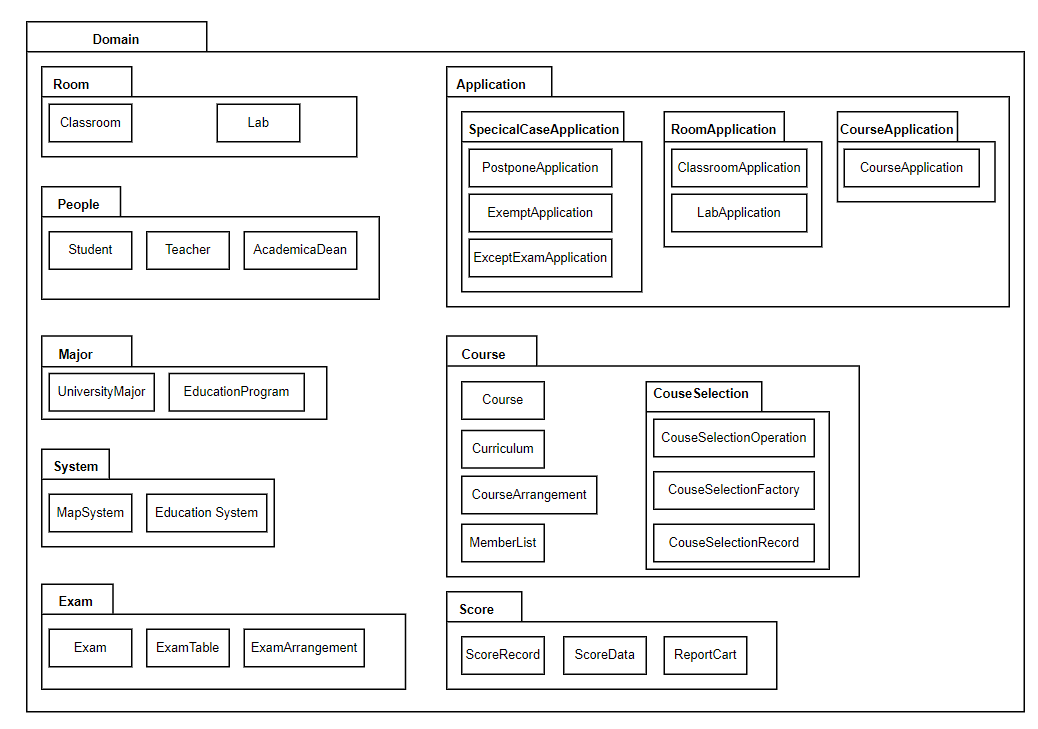 Domain
Room
Classroom
Lab
People
Student
Teacher
AcademicaDean
Major
UniversityMajor
EducationProgram
System
MapSystem
Education System
Exam
Exam
ExamTable
ExamArrangement
Application
SpecicalCaseApplication
PostponeApplication
ExemptApplication
ExceptExamApplication
RoomApplication
ClassroomApplication
LabApplication
CourseApplication
CourseApplication
Course
Course
Curriculum
CourseArrangement
MemberList
CouseSelection
CouseSelectionOperation
CouseSelectionFactory
CouseSelectionRecord
Score
ScoreRecord
ScoreData
ReportCart